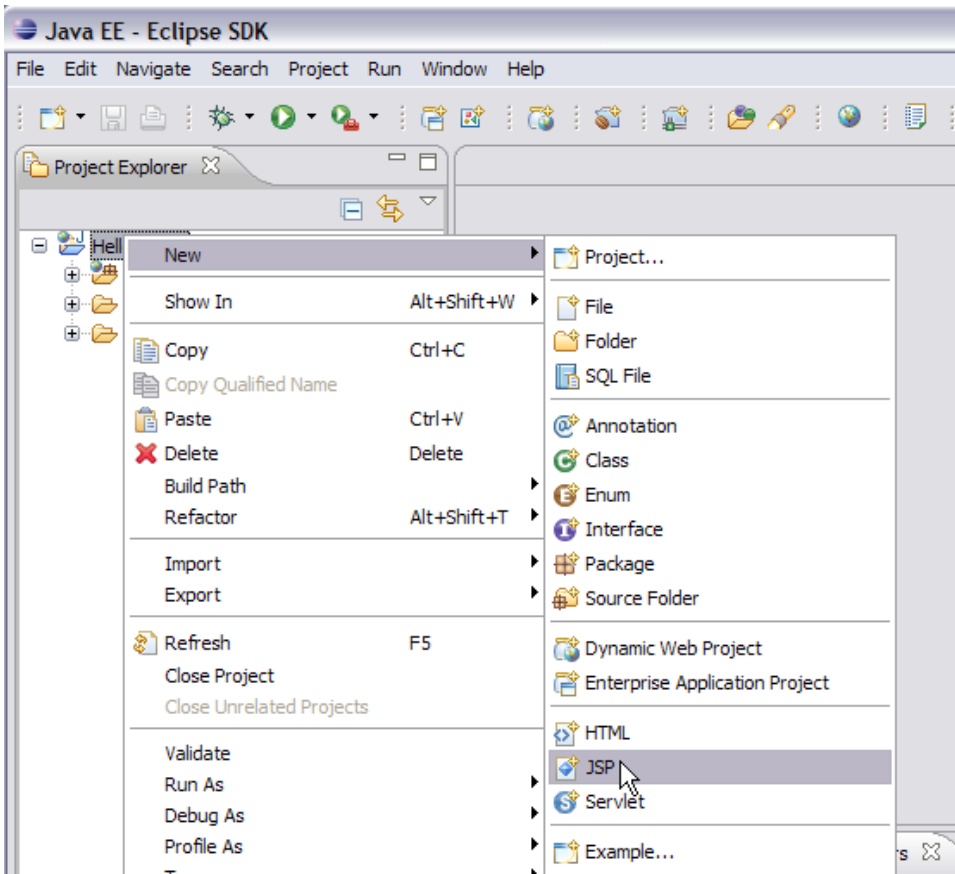 Java EE - Eclipse SDK
File Edit Navigate Search Project Run Window Help
Project Explorer
Hell
New
Show In Alt+Shift+W
Copy Ctrl+C
Copy Qualified Name
Paste Ctrl+V
Delete Delete
Build Path
Refactor Alt+Shift+T
Import
Export
Refresh F5
Close Project
Close Unrelated Projects
Validate
Run As
Debug As
Profile As
Project...
File
Folder
SQL File
Annotation
Class
Enum
Interface
Package
Source Folder
Dynamic Web Project
Enterprise Application Project
HTML
JSP
Servlet
Example...
rs